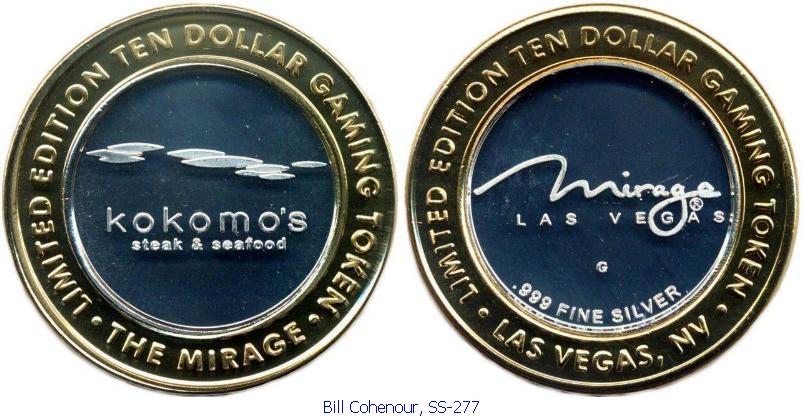 LIMITED EDITION TEN DOLLAR GAMING TOKEN
• THE MIRAGE •
kokomo's
steak & seafood
LIMITED EDITION TEN DOLLAR GAMING TOKEN
• LAS VEGAS, NV •
Mirage®
LAS VEGAS
G
.999 FINE SILVER
Bill Cohenour, SS-277